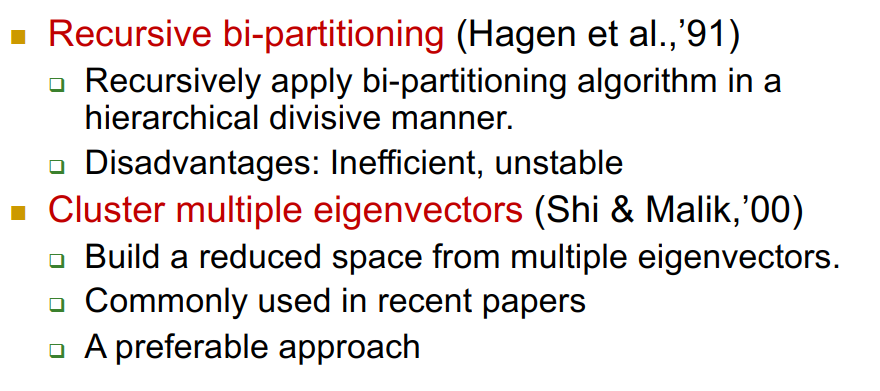 Recursive bi-partitioning (Hagen et al.,’91)
Recursively apply bi-partitioning algorithm in a
hierarchical divisive manner.
Disadvantages: Inefficient, unstable
Cluster multiple eigenvectors (Shi & Malik,’00)
Build a reduced space from multiple eigenvectors.
Commonly used in recent papers
A preferable approach